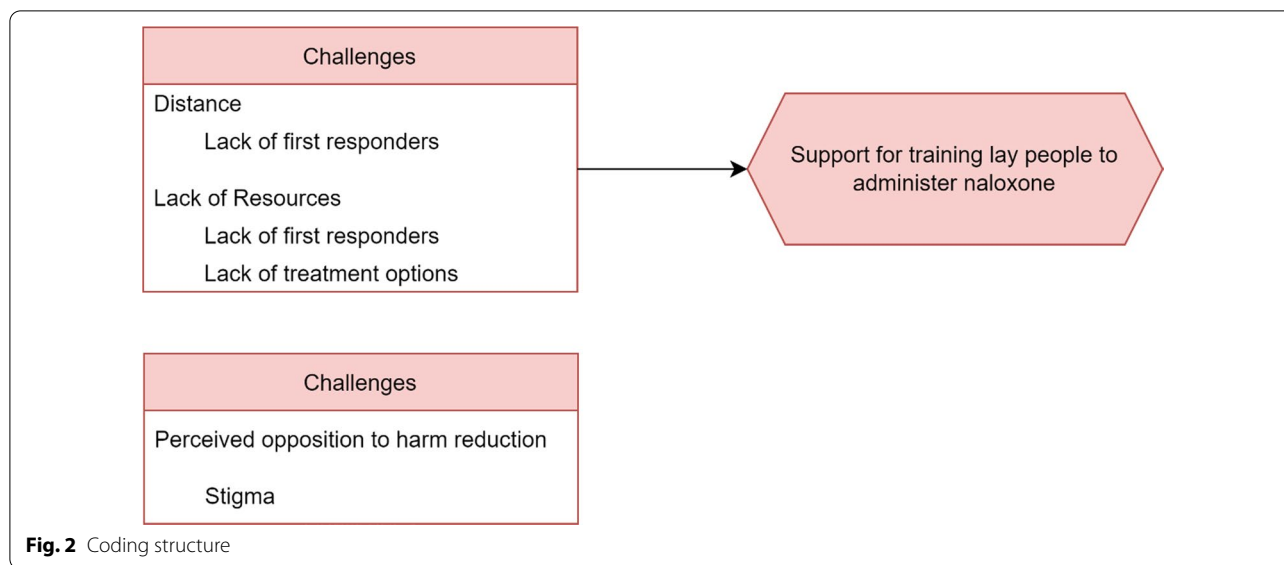 Challenges
Distance
Lack of first responders
Lack of Resources
Lack of first responders
Lack of treatment options
Support for training lay people to
administer naloxone
Challenges
Perceived opposition to harm reduction
Stigma
Fig. 2 Coding structure